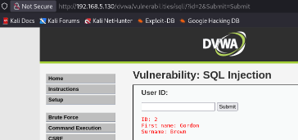 Not Secure http://192.168.5.130/dvwa/vulnerabilities/sqli/?id=2&Submit=Submit
Kali Docs Kali Forums Kali NetHunter Exploit-DB Google Hacking DB
DVWA
Home
Instructions
Setup
Brute Force
Command Execution
CSRF
Vulnerability: SQL Injection
User ID:
Submit
ID: 2
First name: Gordon
Surname: Brown